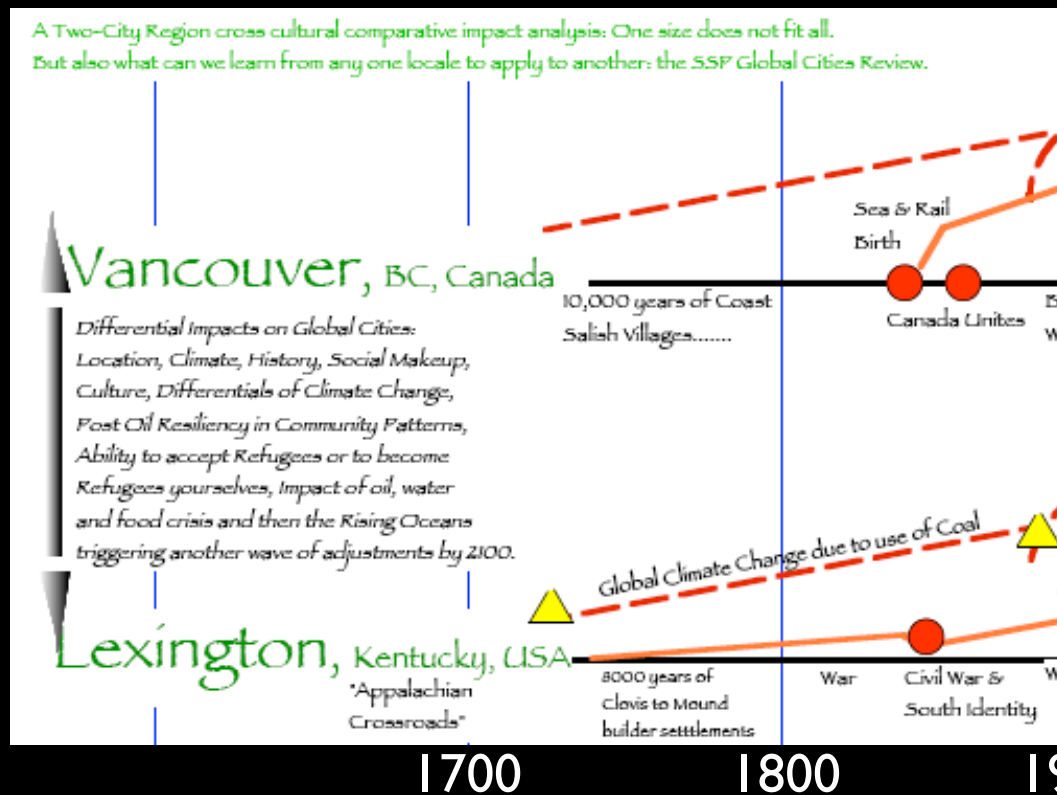 A Two-City Region cross cultural comparative impact analysis: One size does not fit all.
But also what can we learn from any one locale to apply to another: the SSP Global Cities Review.
Sea & Rail
Birth
Vancouver, BC, Canada
10,000 years of Coast
Salish Villages.......
Canada Unites
Differential Impacts on Global Cities:
Location, Climate, History, Social Makeup,
Culture, Differentials of Climate Change,
Post Oil Resiliency in Community Patterns,
Ability to accept Refugees or to become
Refugees yourselves, Impact of oil, water
and food crisis and then the Rising Oceans
triggering another wave of adjustments by 2100.
Global Climate Change due to use of Coal
Lexington, Kentucky, USA
"Appalachian
Crossroads"
8000 years of
Clovis to Mound
builder setttlements
War
Civil War &
South Identity
1700
1800